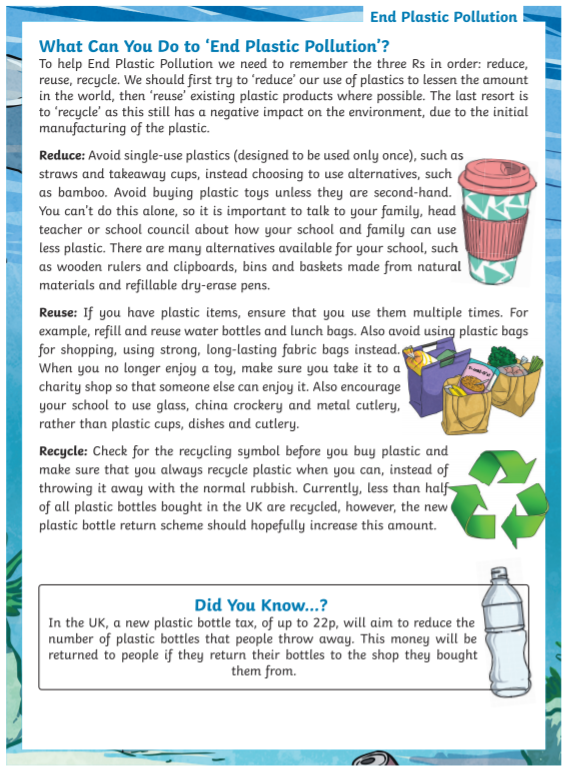 End Plastic Pollution
What Can You Do to ‘End Plastic Pollution’?
To help End Plastic Pollution we need to remember the three Rs in order: reduce,
reuse, recycle. We should first try to ‘reduce’ our use of plastics to lessen the amount
in the world, then ‘reuse’ existing plastic products where possible. The last resort is
to ‘recycle’ as this still has a negative impact on the environment, due to the initial
manufacturing of the plastic.
Reduce: Avoid single-use plastics (designed to be used only once), such as
straws and takeaway cups, instead choosing to use alternatives, such
as bamboo. Avoid buying plastic toys unless they are second-hand.
You can’t do this alone, so it is important to talk to your family, head
teacher or school council about how your school and family can use
less plastic. There are many alternatives available for your school, such
as wooden rulers and clipboards, bins and baskets made from natural
materials and refillable dry-erase pens.
Reuse: If you have plastic items, ensure that you use them multiple times. For
example, refill and reuse water bottles and lunch bags. Also avoid using plastic bags
for shopping, using strong, long-lasting fabric bags instead.
When you no longer enjoy a toy, make sure you take it to a
charity shop so that someone else can enjoy it. Also encourage
your school to use glass, china crockery and metal cutlery,
rather than plastic cups, dishes and cutlery.
Recycle: Check for the recycling symbol before you buy plastic and
make sure that you always recycle plastic when you can, instead of
throwing it away with the normal rubbish. Currently, less than half
of all plastic bottles bought in the UK are recycled, however, the new
plastic bottle return scheme should hopefully increase this amount.
Did You Know...?
In the UK, a new plastic bottle tax, of up to 22p, will aim to reduce the
number of plastic bottles that people throw away. This money will be
returned to people if they return their bottles to the shop they bought
them from.